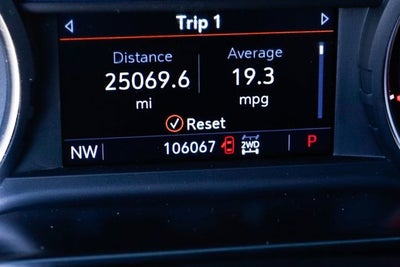 Trip 1
Distance Average
25069.6 19.3
mi mpg
Reset
NW 106067 2WD P